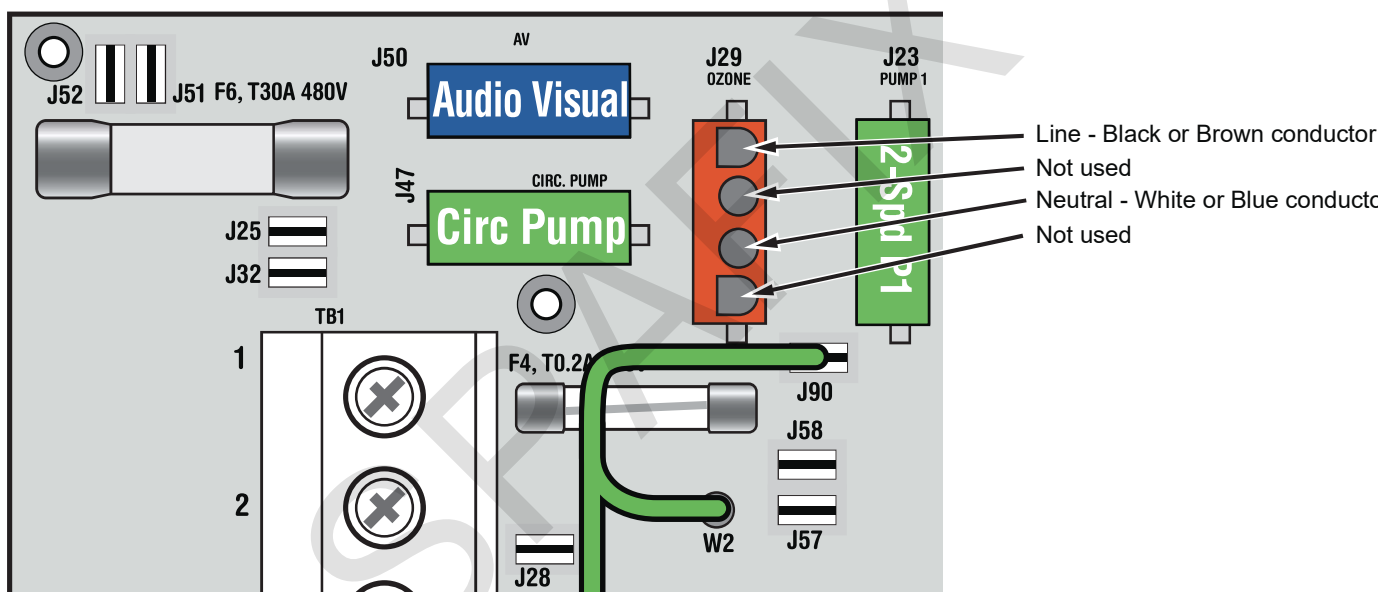 AV
J50
J29
OZONE
J23
PUMP 1
J52
J51
F6, T30A 480V
Audio Visual
Line - Black or Brown conductor
Not used
Neutral - White or Blue
Not used
J47
CIRC. PUMP
Circ Pump
2-Spd P1
J25
J32
TB1
1
F4, T0.2A
J90
J58
2
W2
J57
J28
SPAFIX